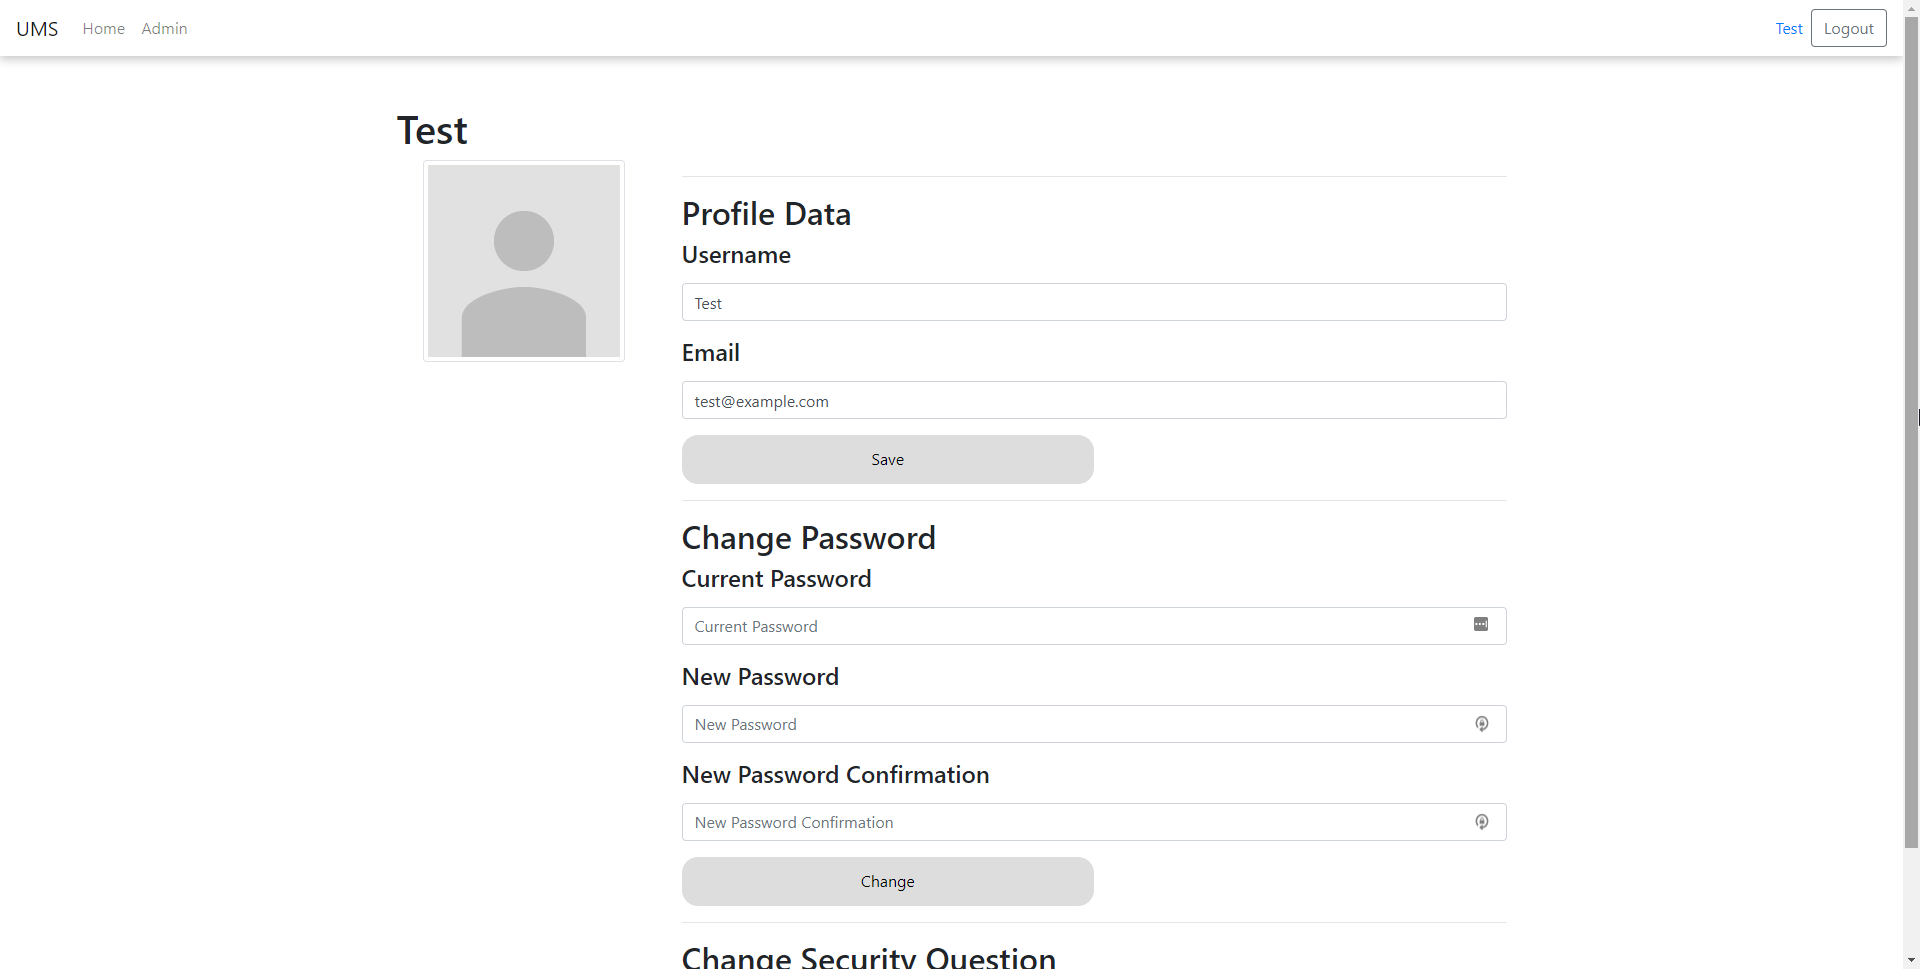 UMS Home Admin Test Logout
Test
Profile Data
Username
Test
Email
test@example.com
Save
Change Password
Current Password
Current Password
New Password
New Password
New Password Confirmation
New Password Confirmation
Change
Change Security Question